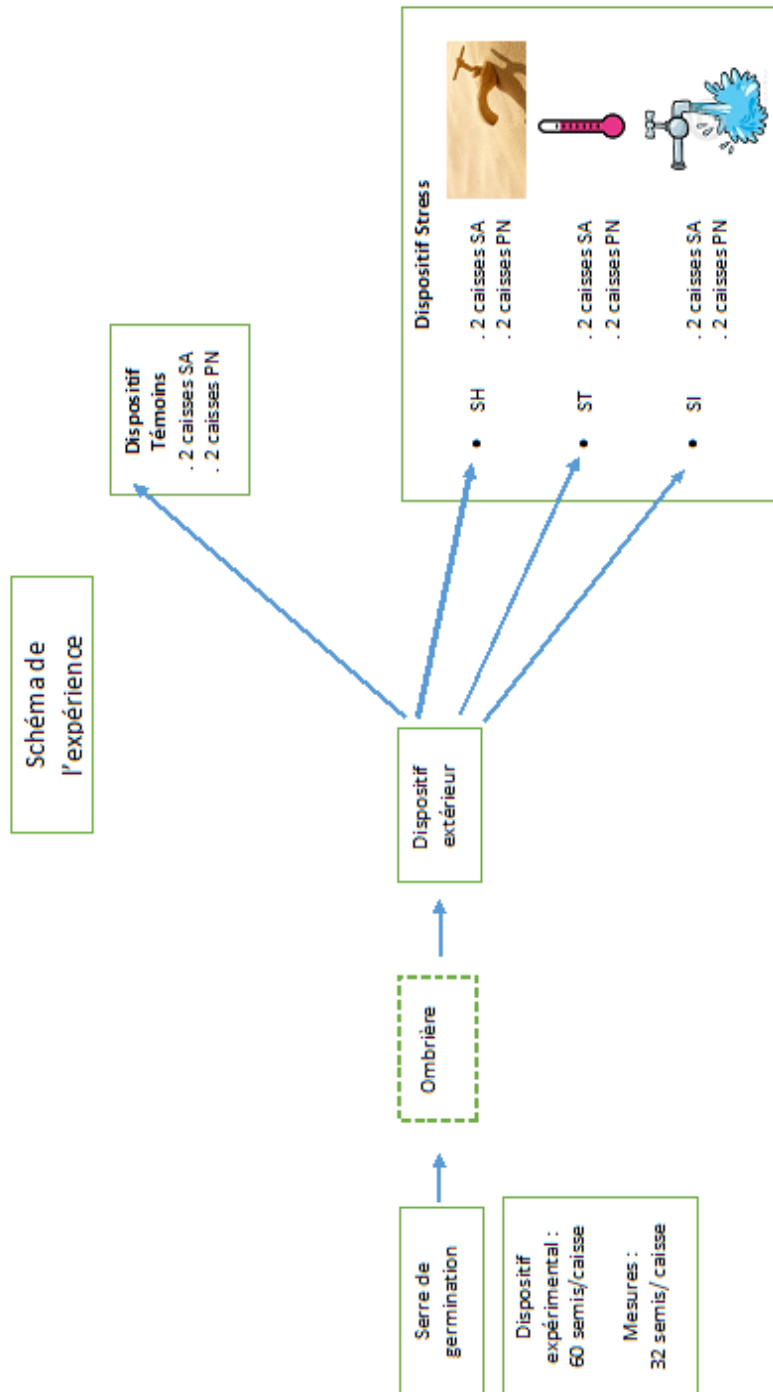 Schéma de
l'expérience
Serre de
germination
Dispositif
expérimental :
60 semis/caisse
Mesures :
32 semis/ caisse
Ombrière
Dispositif
extérieur
Dispositif
Témoins
. 2 caisses SA
. 2 caisses PN
Dispositif Stress
• SH
. 2 caisses SA
. 2 caisses PN
• ST
. 2 caisses SA
. 2 caisses PN
• SI
. 2 caisses SA
. 2 caisses PN